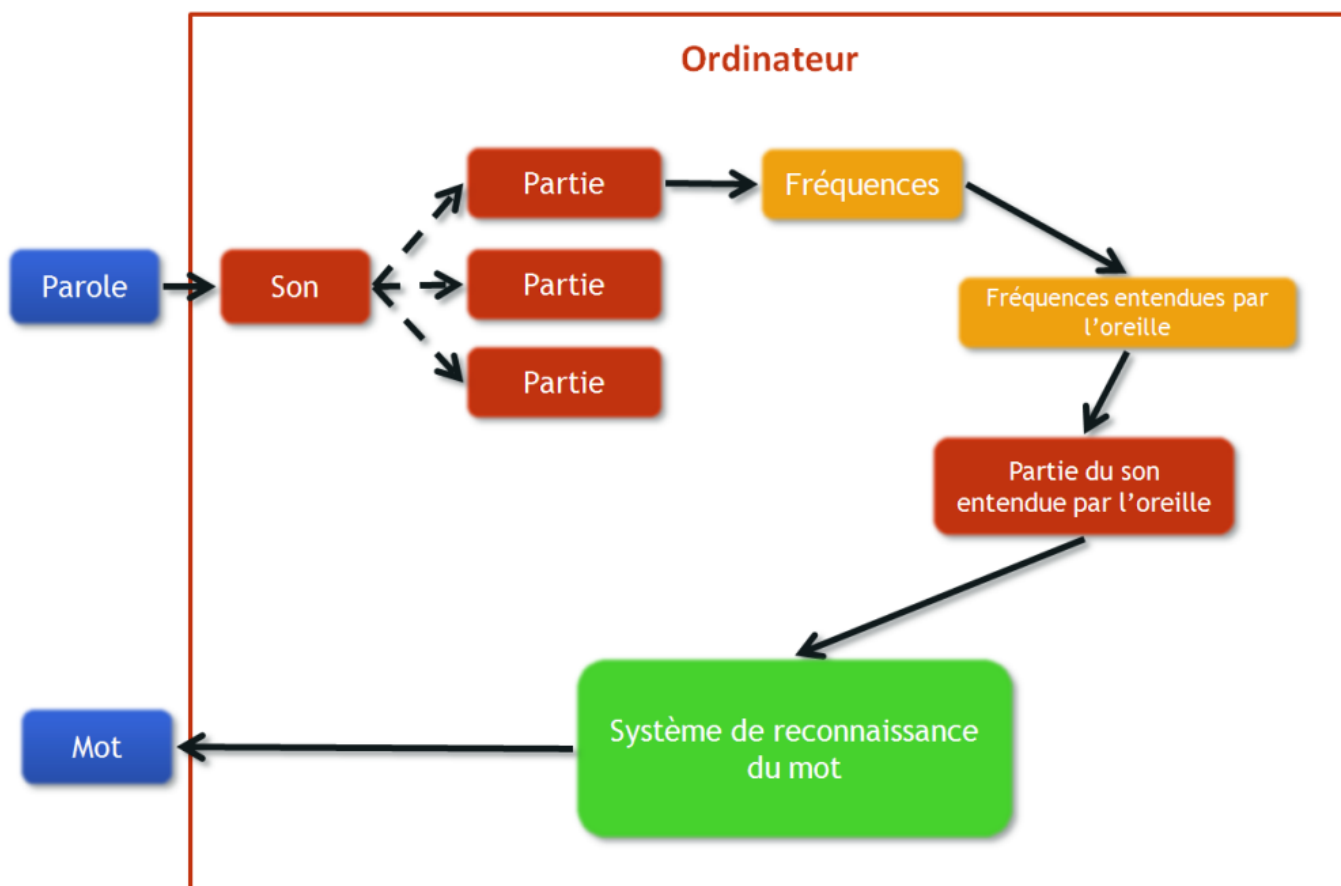 Ordinateur
Partie
Fréquences
Parole
Son
Partie
Fréquences entendues par
l’oreille
Partie
Partie du son
entendue par l’oreille
Système de reconnaissance
du mot
Mot